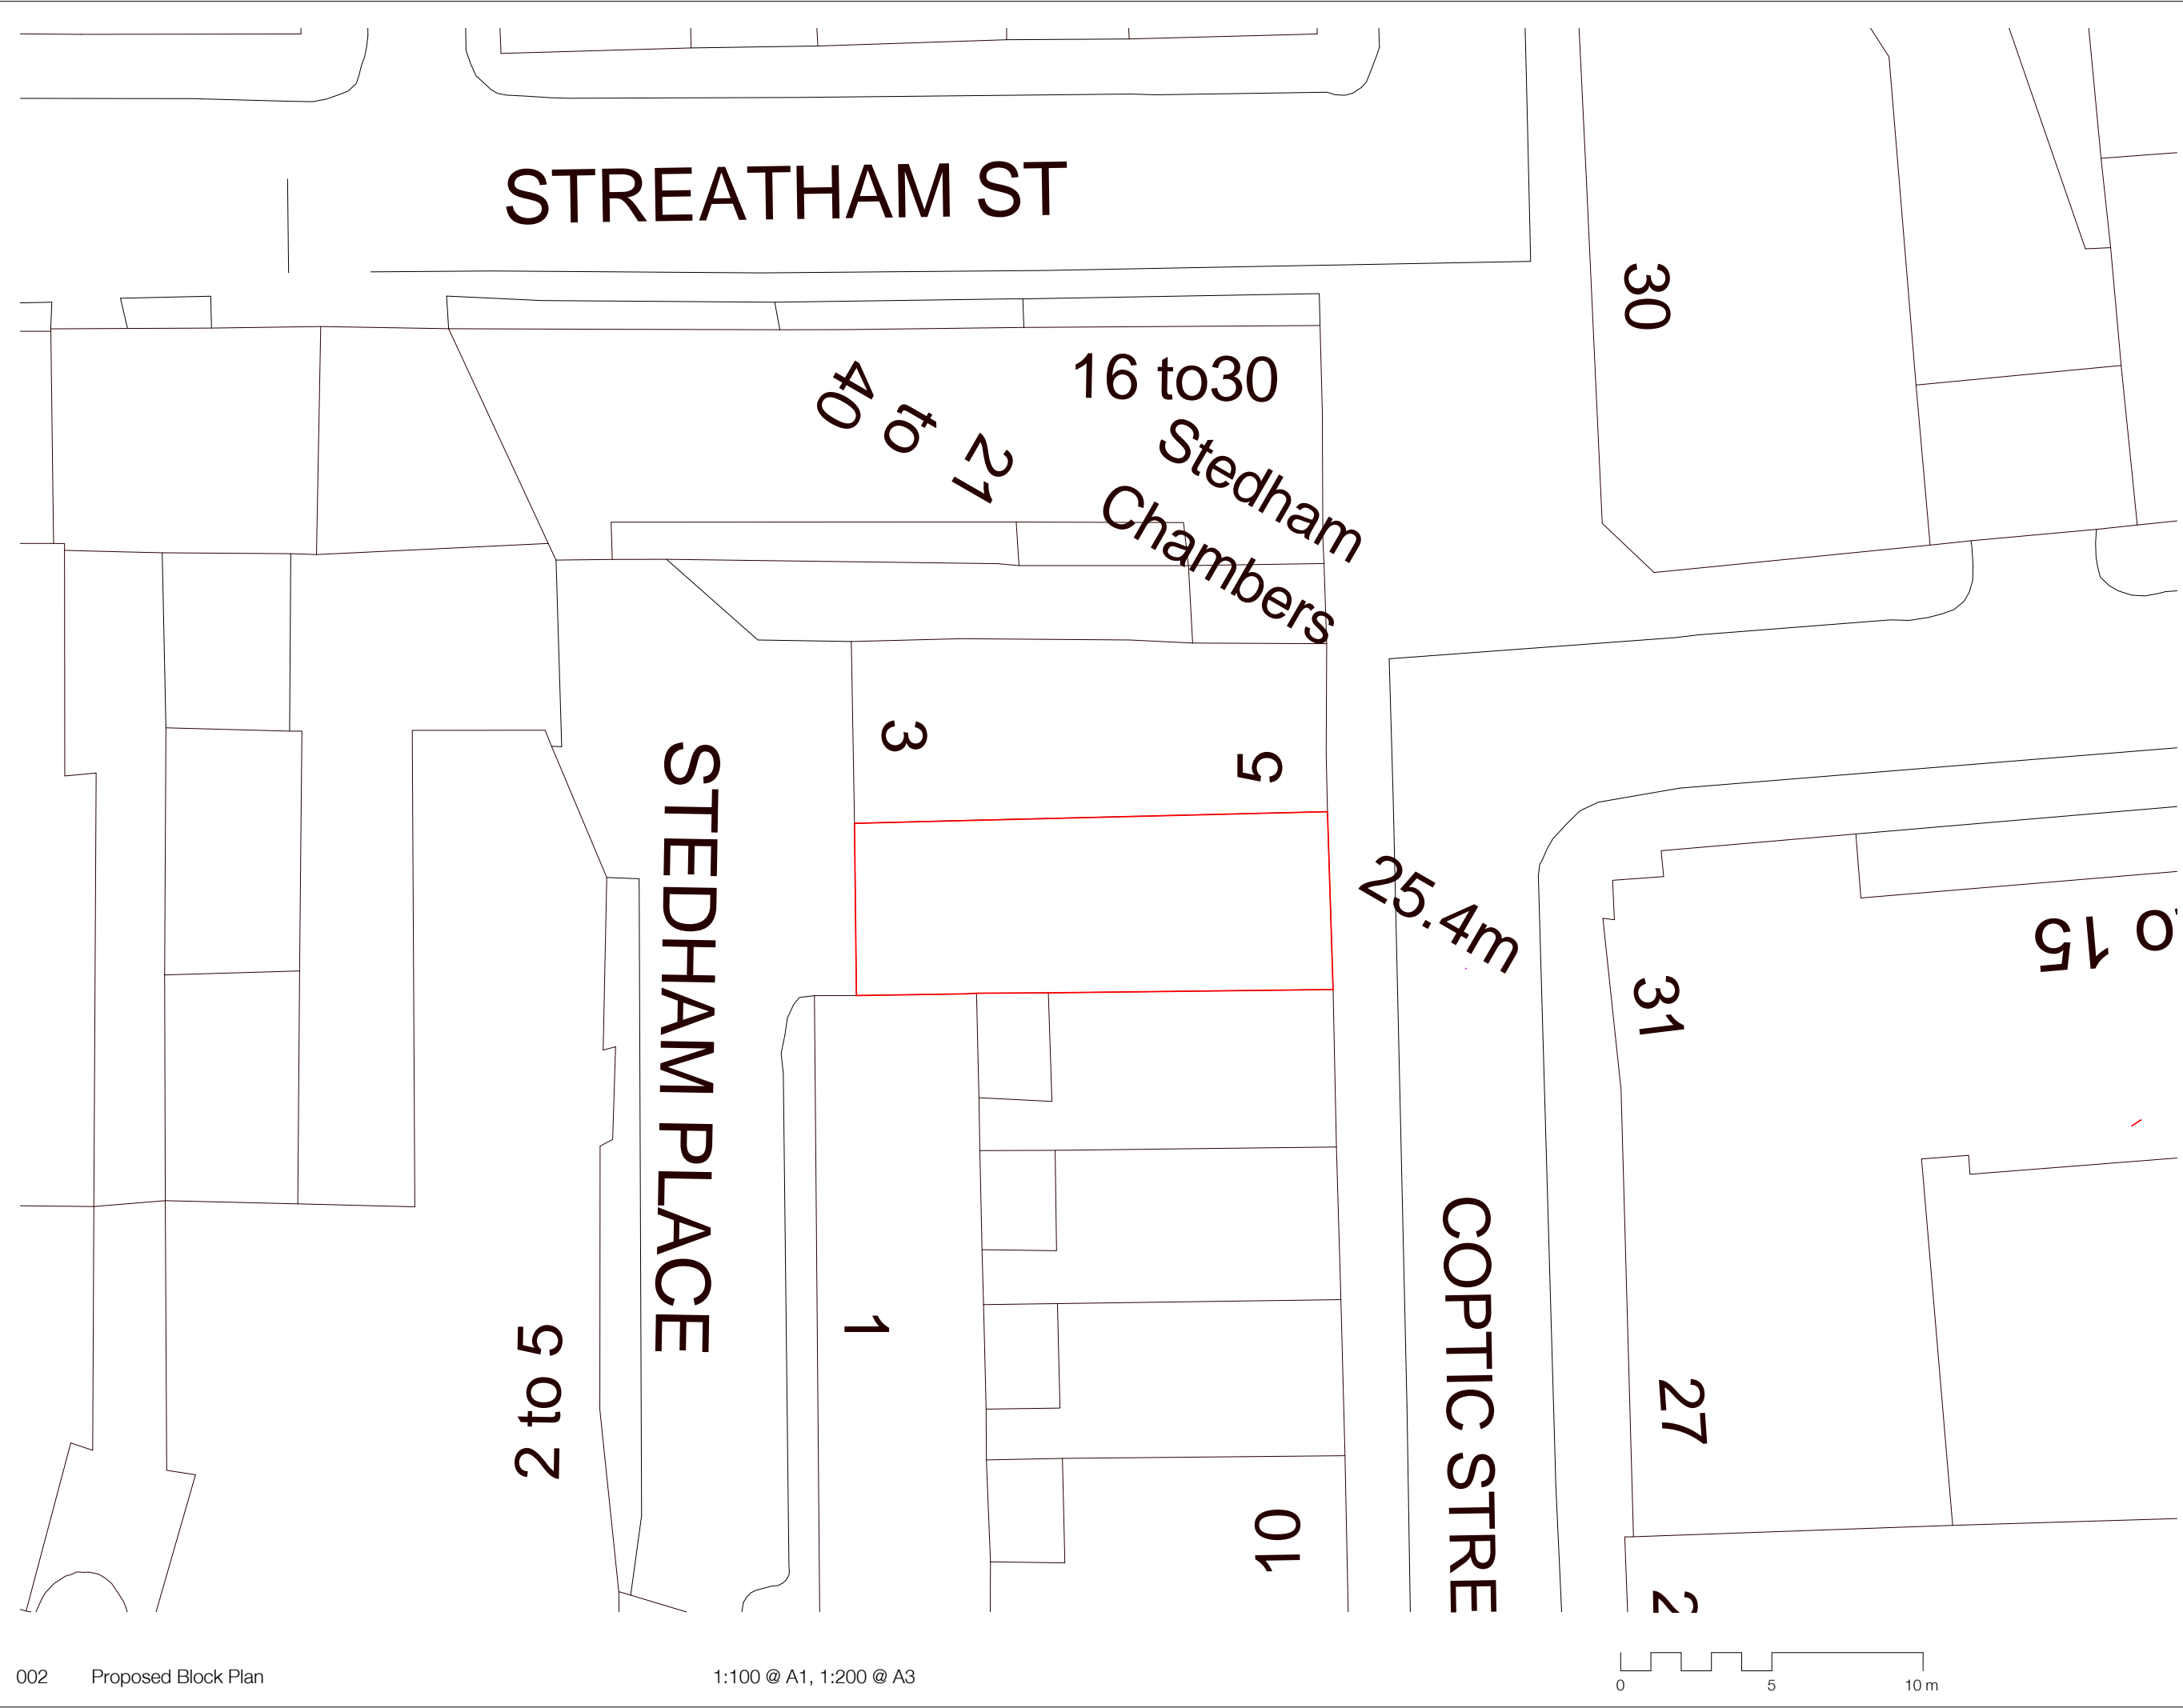 STREATHAM ST
30
16 to30
40
to
21
Stedham
Chambers
3
5
STEDHAM PLACE
25.4m
o 15
31
1
COPTIC STRE
2 to 5
27
10
002 Proposed Block Plan 1:100 @ A1, 1:200 @ A3
0 5 10 m